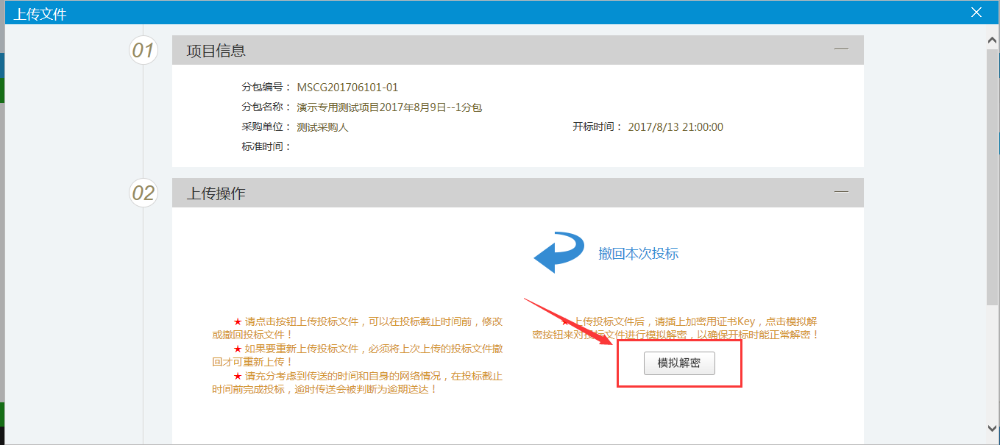 上传文件
01 项目信息
分包编号： MSCG201706101-01
分包名称： 演示专用测试项目2017年8月9日--1分包
采购单位： 测试采购人 开标时间： 2017/8/13 21:00:00
标准时间：
02 上传操作
撤回本次投标
★ 请点击按钮上传投标文件，可以在投标截止时间前，修改
或撤回投标文件！
★ 如果要重新上传投标文件，必须将上次上传的投标文件撤
回才可重新上传！
★ 请充分考虑到传送的时间和自身的网络情况，在投标截止
时间前完成投标，逾时传送会被判断为逾期送达！
★ 上传投标文件后，请插上加密用证书Key，点击模拟解
密按钮来对投标文件进行模拟解密，以确保开标时能正常解密！
模拟解密